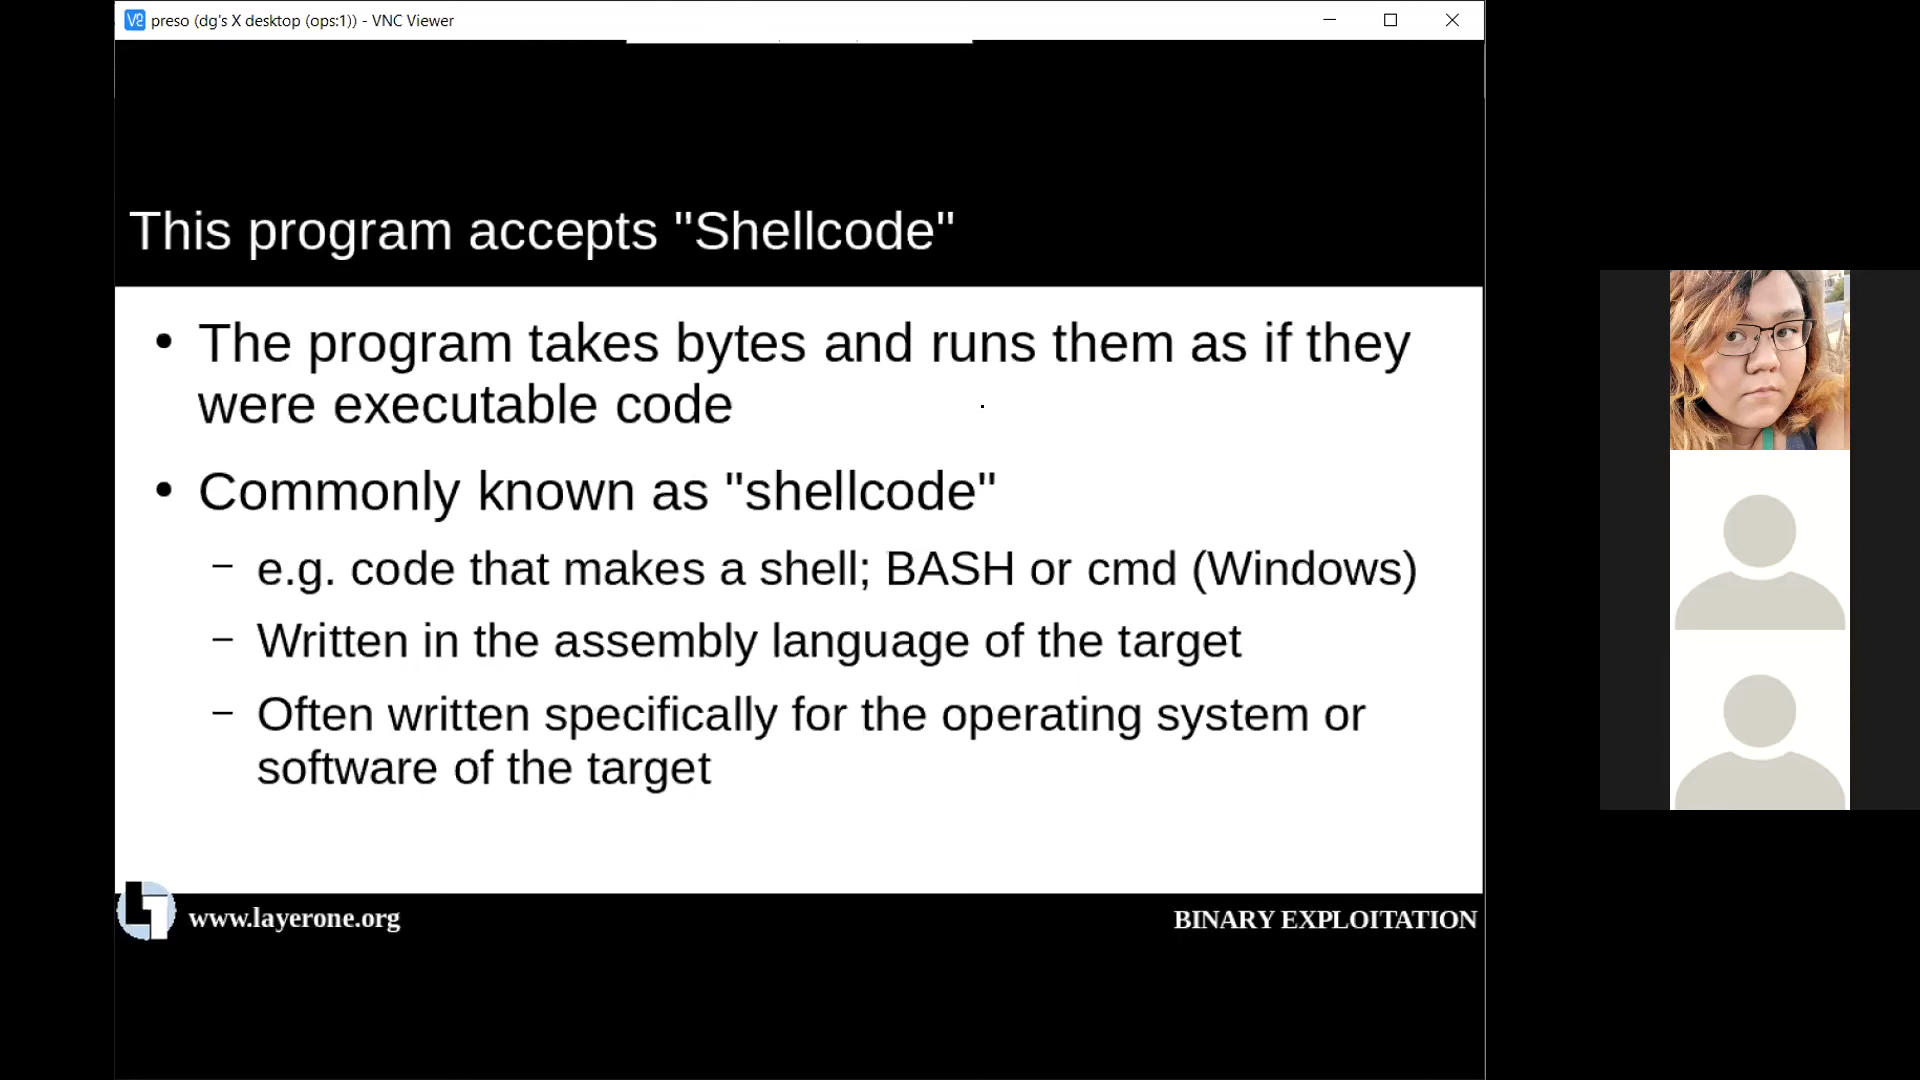 preso (dg's X desktop (ops:1)) - VNC Viewer
This program accepts "Shellcode"
• The program takes bytes and runs them as if they
were executable code
• Commonly known as "shellcode"
– e.g. code that makes a shell; BASH or cmd (Windows)
– Written in the assembly language of the target
– Often written specifically for the operating system or
software of the target
www.layerone.org
BINARY EXPLOITATION